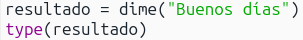 resultado = dime("Buenos días")
type(resultado)